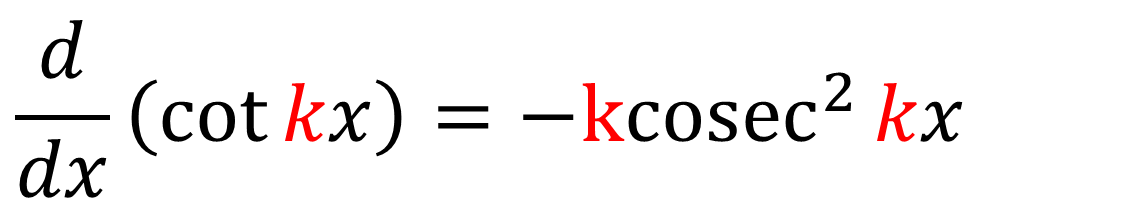 d/dx (cot kx) = −kcosec² kx